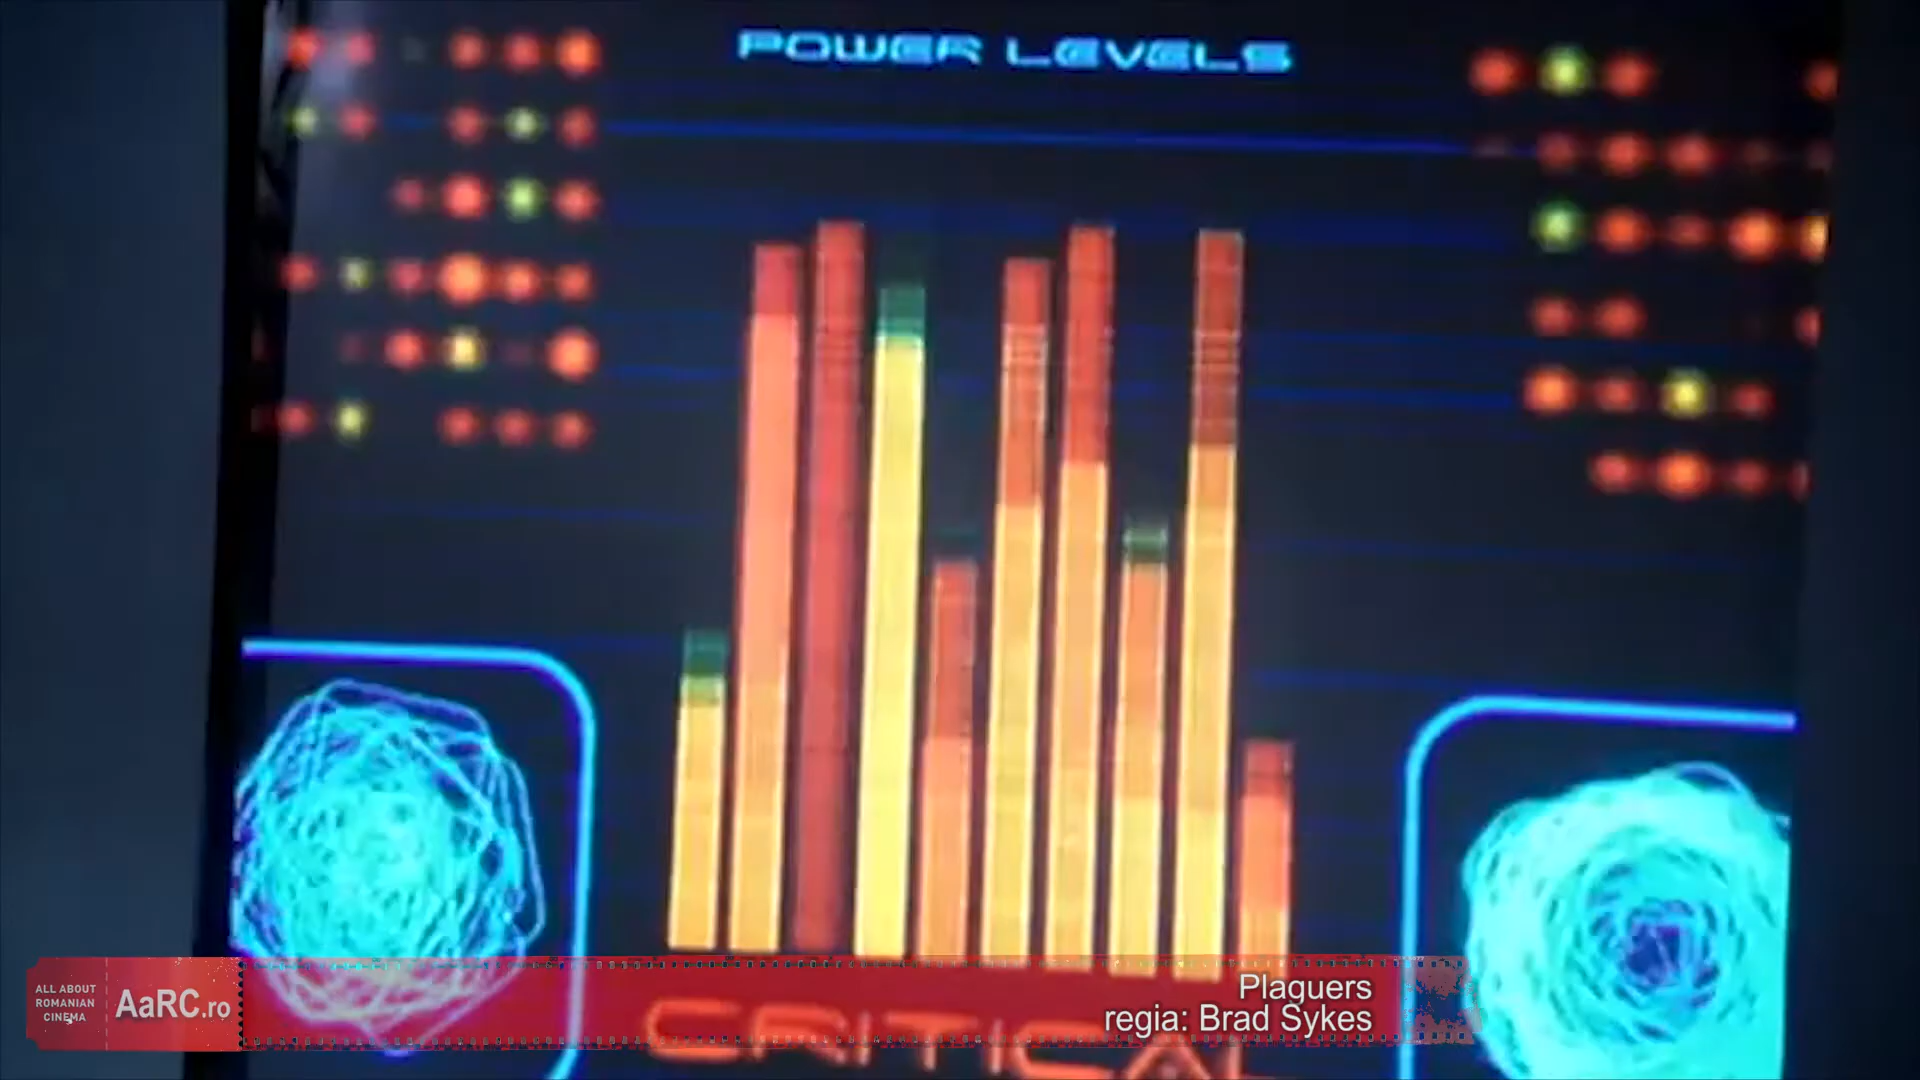 POWER LEVELS
ALL ABOUT
ROMANIAN
CINEMA
AaRC.ro
Plaguers
regia: Brad Sykes
CRITICAL